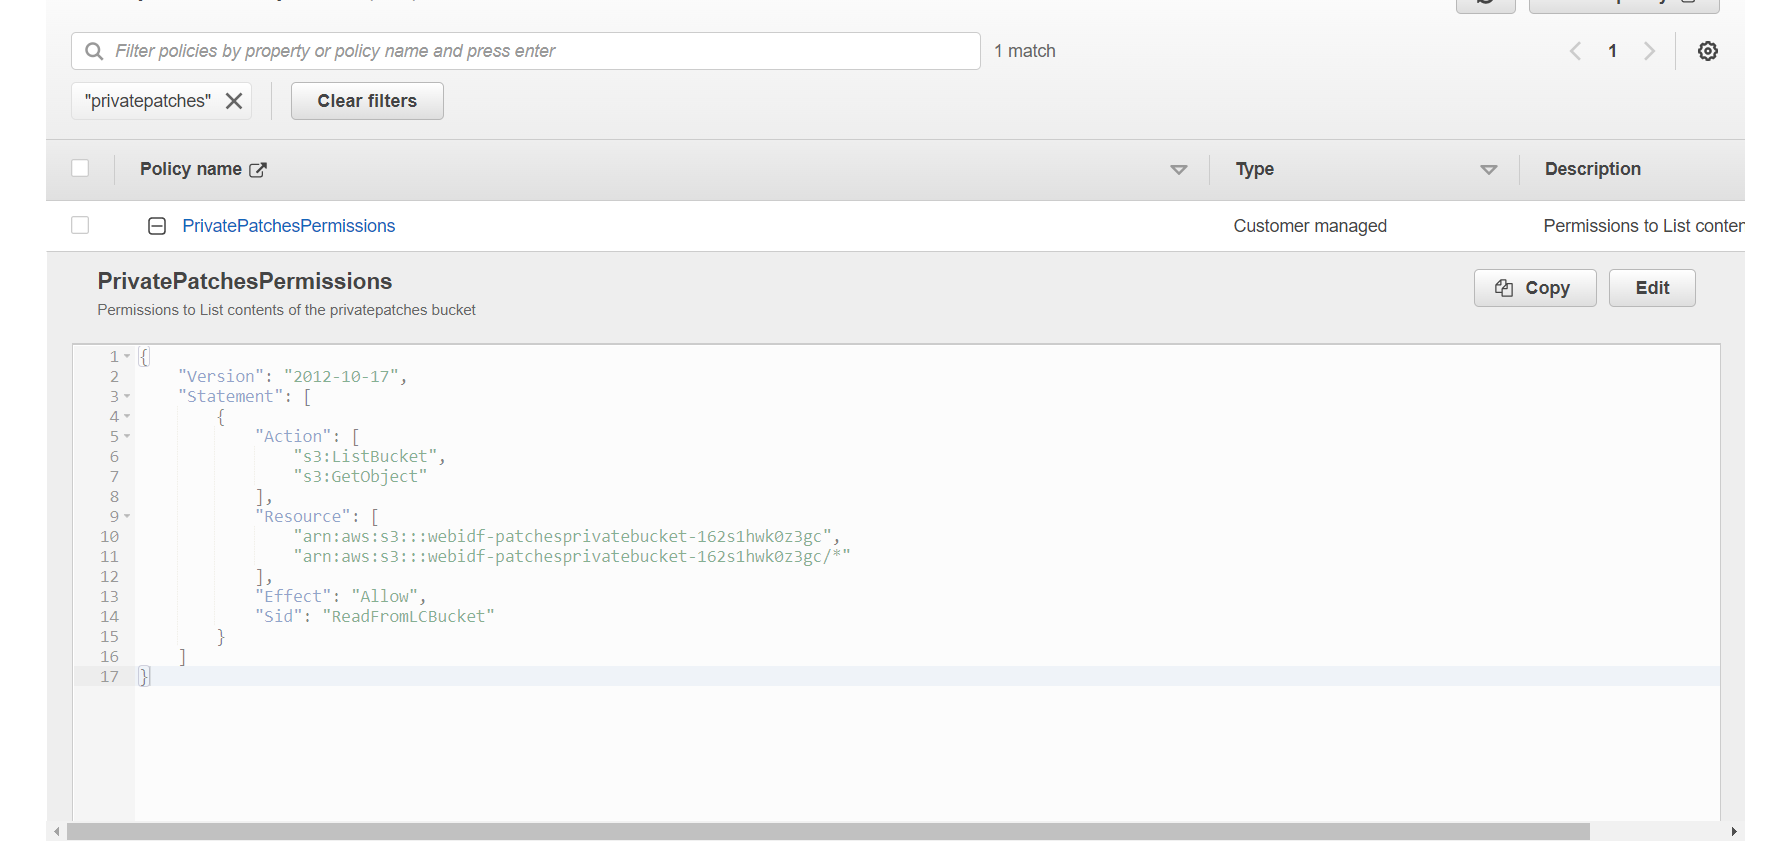 Filter policies by property or policy name and press enter
1 match
1
"privatepatches"
Clear filters
Policy name
Type
Description
PrivatePatchesPermissions
Customer managed
Permissions to List conten
PrivatePatchesPermissions
Copy
Edit
Permissions to List contents of the privatepatches bucket
1 {
2 "Version": "2012-10-17",
3 "Statement": [
4 {
5 "Action": [
6 "s3:ListBucket",
7 "s3:GetObject"
8 ],
9 "Resource": [
10 "arn:aws:s3:::webidf-patchesprivatebucket-162s1hwk0z3gc",
11 "arn:aws:s3:::webidf-patchesprivatebucket-162s1hwk0z3gc/*"
12 ],
13 "Effect": "Allow",
14 "Sid": "ReadFromLCBucket"
15 }
16 ]
17 }